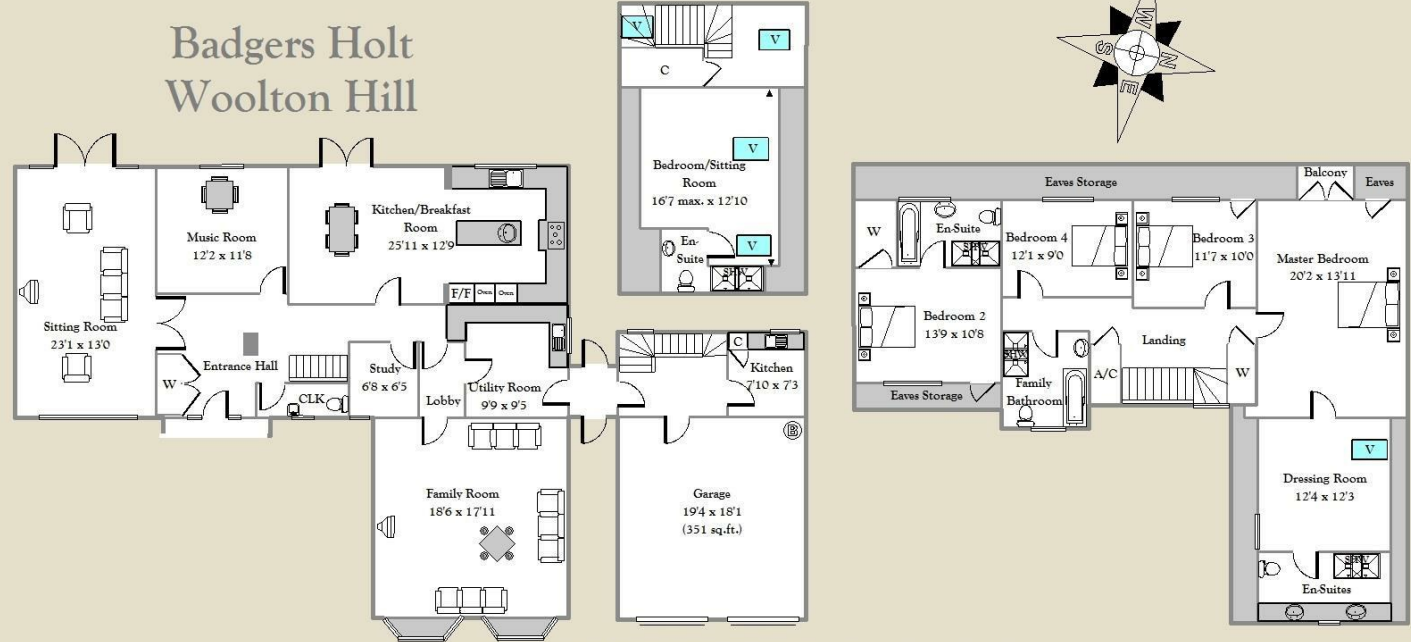 Badgers Holt
Woolton Hill
V
V
C
Bedroom/Sitting
Room
16'7 max. x 12'10
V
En-
Suite
V
SHW
W
N
S
E
Sitting Room
23'1 x 13'0
Music Room
12'2 x 11'8
Kitchen/Breakfast
Room
25'11 x 12'9
F/F
Oven
Oven
Entrance Hall
W
CLK
Study
6'8 x 6'5
Lobby
Utility Room
9'9 x 9'5
C
Kitchen
7'10 x 7'3
B
Family Room
18'6 x 17'11
Garage
19'4 x 18'1
(351 sq.ft.)
Eaves Storage
Balcony
Eaves
W
En-Suite
SHW
Bedroom 4
12'1 x 9'0
Bedroom 3
11'7 x 10'0
Master Bedroom
20'2 x 13'11
Bedroom 2
13'9 x 10'8
Landing
SHW
Family
Bathroom
A/C
W
Eaves Storage
V
Dressing Room
12'4 x 12'3
SHW
En-Suites